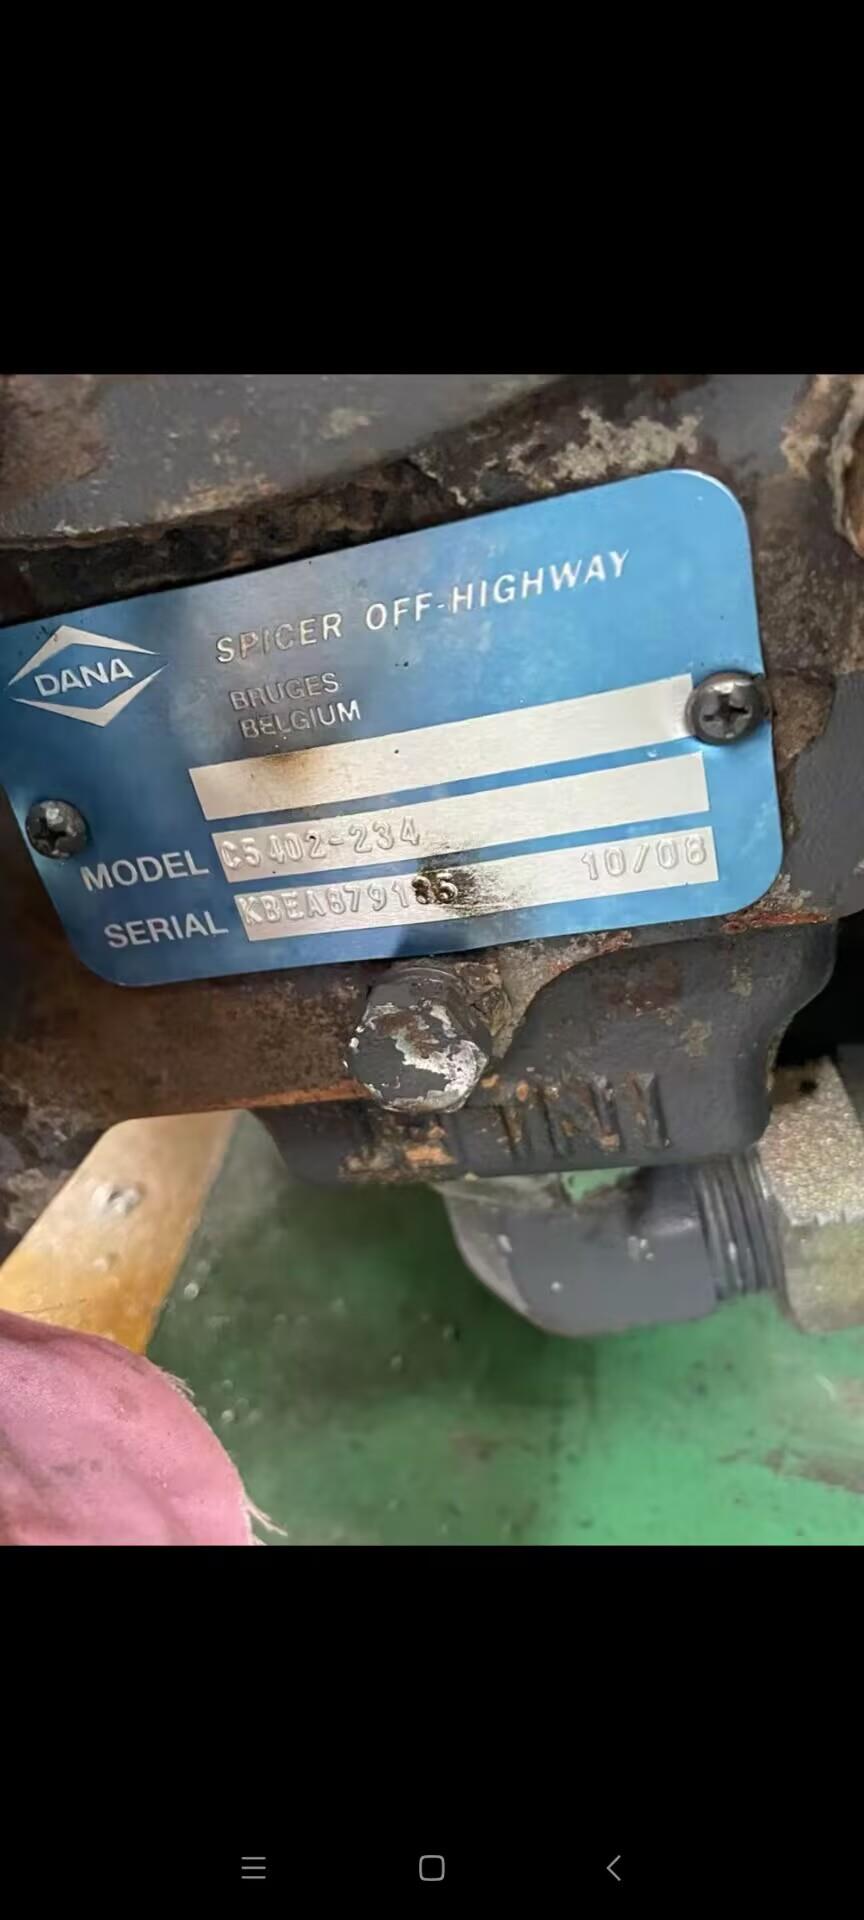 DANA
SPICER OFF-HIGHWAY
BRUGES
BELGIUM
MODEL C5402-234
SERIAL 10/08